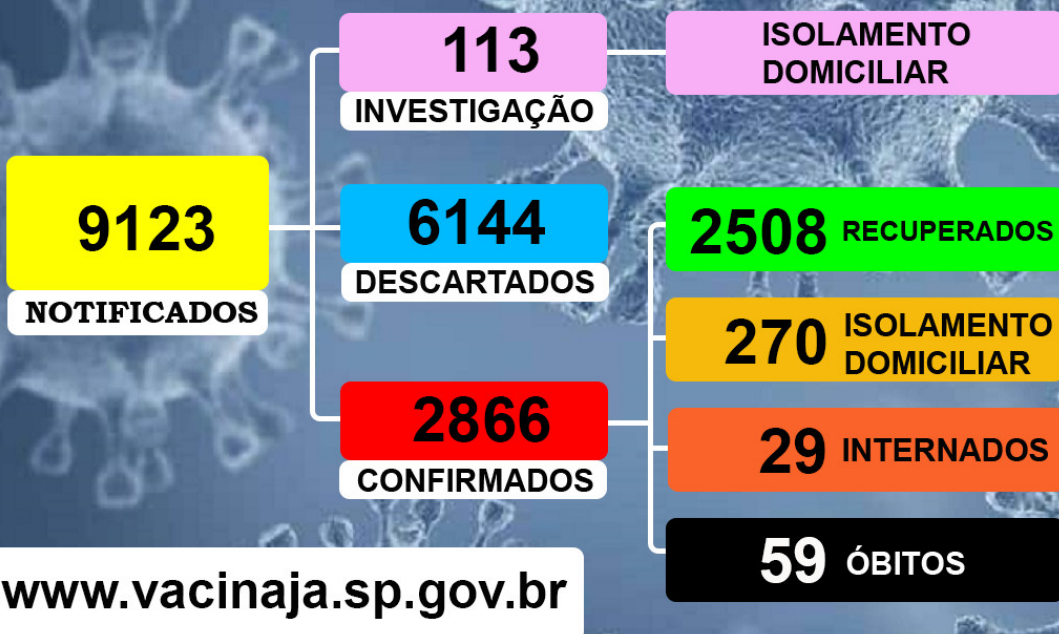 113
INVESTIGAÇÃO
ISOLAMENTO
DOMICILIAR
9123
NOTIFICADOS
6144
DESCARTADOS
2866
CONFIRMADOS
2508 RECUPERADOS
270 ISOLAMENTO
DOMICILIAR
29 INTERNADOS
59 ÓBITOS
www.vacinaja.sp.gov.br